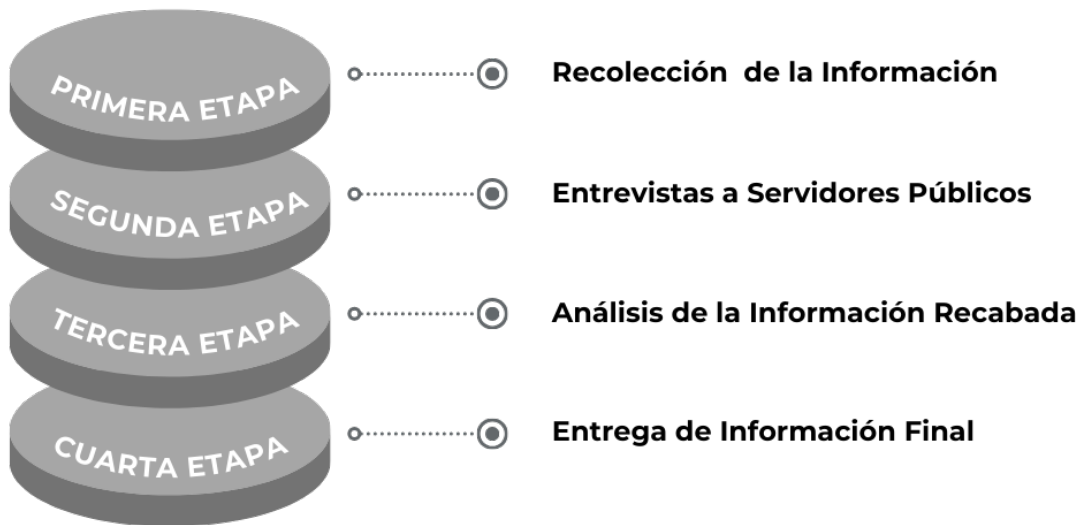 PRIMERA ETAPA
Recolección de la Información
SEGUNDA ETAPA
Entrevistas a Servidores Públicos
TERCERA ETAPA
Análisis de la Información Recabada
CUARTA ETAPA
Entrega de Información Final